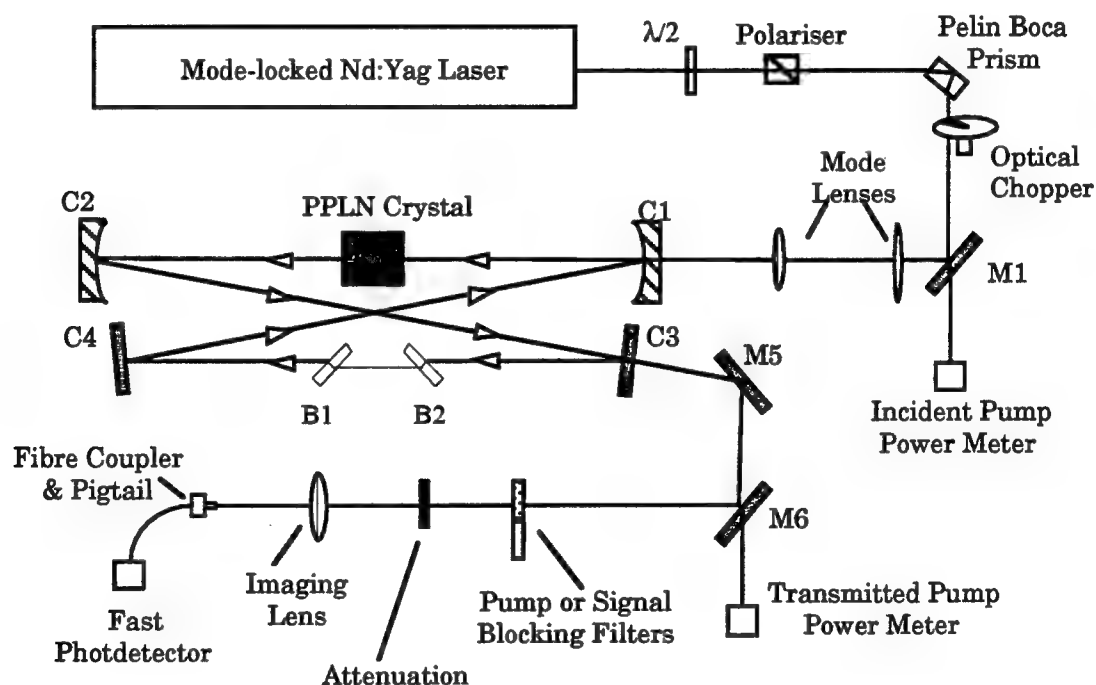 Mode-locked Nd:Yag Laser
λ/2
Polariser
Pelin Boca
Prism
Optical
Chopper
Mode
Lenses
C2
PPLN Crystal
C1
M1
C4
C3
M5
B1
B2
Incident Pump
Power Meter
Fibre Coupler
& Pigtail
M6
Imaging
Lens
Pump or Signal
Blocking Filters
Transmitted Pump
Power Meter
Fast
Photdetector
Attenuation